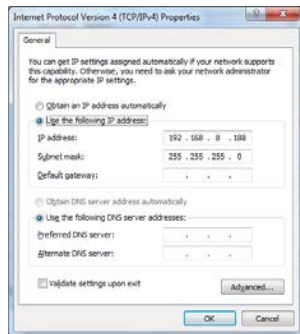 Internet Protocol Version 4 (TCP/IPv4) Properties
General
You can get IP settings assigned automatically if your network supports
this capability. Otherwise, you need to ask your network administrator
for the appropriate IP settings.
Obtain an IP address automatically
Use the following IP address:
IP address: 192 . 168 . 0 . 188
Subnet mask: 255 . 255 . 255 . 0
Default gateway: . . .
Obtain DNS server address automatically
Use the following DNS server addresses:
Preferred DNS server: . . .
Alternate DNS server: . . .
Validate settings upon exit
Advanced...
OK Cancel